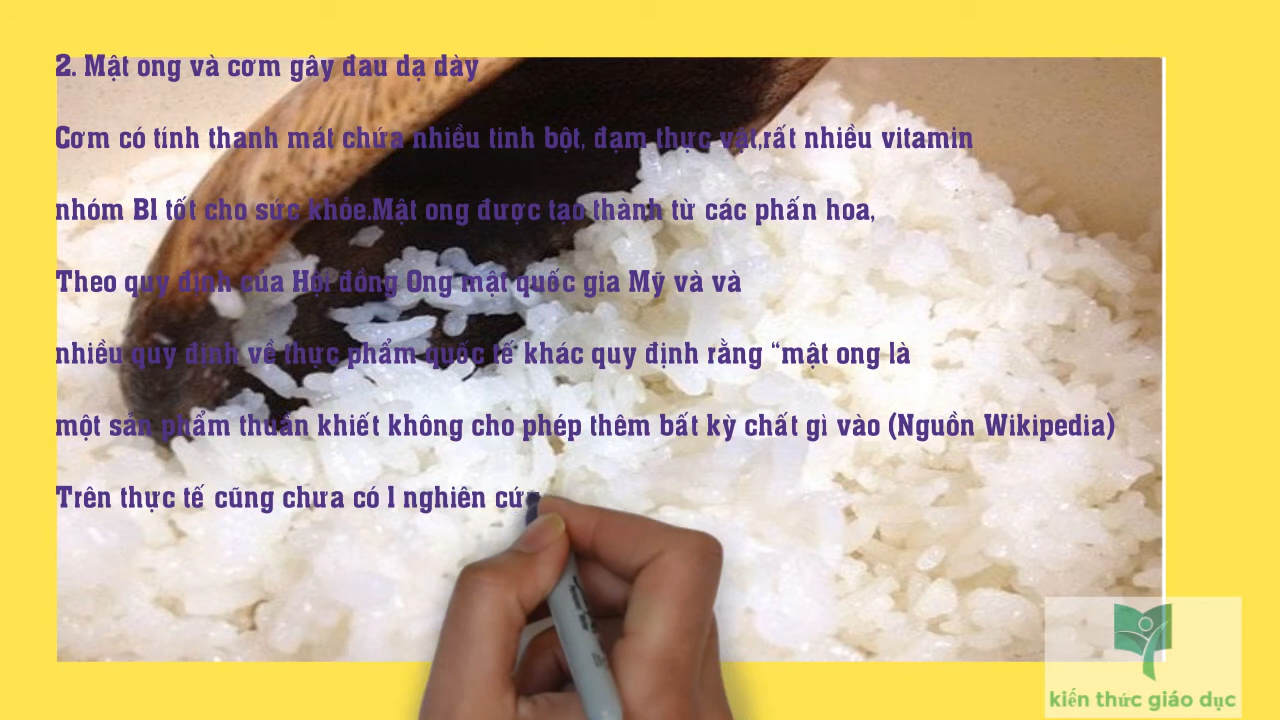 2. Mật ong và cơm gây đau dạ dày
Cơm có tính thanh mát chứa nhiều tinh bột, đạm thực vật,rất nhiều vitamin
nhóm B1 tốt cho sức khỏe.Mật ong được tạo thành từ các phấn hoa,
Theo quy định của Hội đồng Ong mật quốc gia Mỹ và và
nhiều quy định về thực phẩm quốc tế khác quy định rằng “mật ong là
một sản phẩm thuần khiết không cho phép thêm bất kỳ chất gì vào (Nguồn Wikipedia)
Trên thực tế cũng chưa có 1 nghiên
kiến thức giáo dục